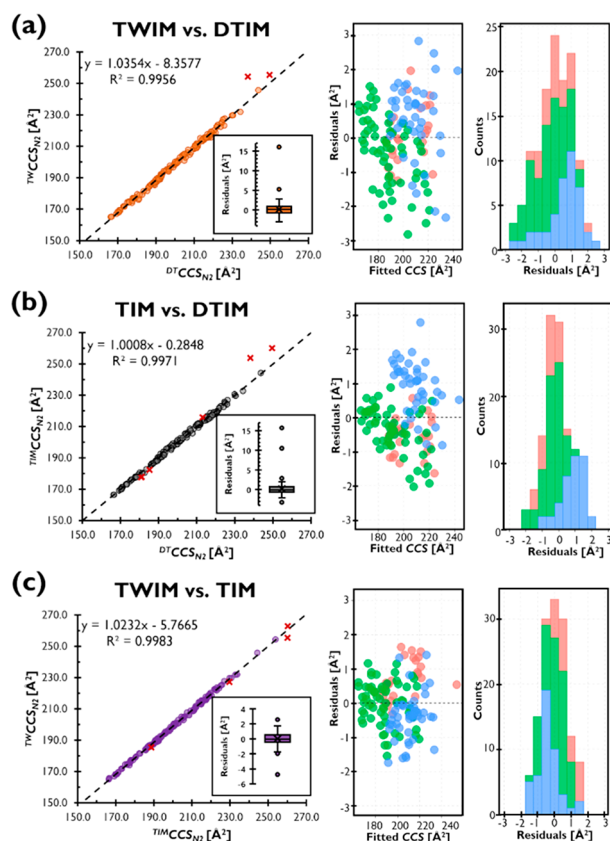 (a) TWIM vs. DTIM
y = 1.0354x - 8.3577
R² = 0.9956
TWCCS_N2 [Å²]
270.0
250.0
230.0
210.0
190.0
170.0
150.0
150.0 170.0 190.0 210.0 230.0 250.0 270.0
DTCCS_N2 [Å²]
Residuals [Å²]
15
10
5
0
Residuals [Å²]
3
2
1
0
-1
-2
-3
160 180 200 220 240
Fitted CCS [Å²]
Counts
25
20
15
10
5
0
-3 -2 -1 0 1 2 3
Residuals [Å²]
(b) TIM vs. DTIM
y = 1.0008x - 0.2848
R² = 0.9971
TIMCCS_N2 [Å²]
270.0
250.0
230.0
210.0
190.0
170.0
150.0
150.0 170.0 190.0 210.0 230.0 250.0 270.0
DTCCS_N2 [Å²]
Residuals [Å²]
15
10
5
0
Residuals [Å²]
3
2
1
0
-1
-2
-3
160 180 200 220 240
Fitted CCS [Å²]
Counts
30
20
10
0
-3 -2 -1 0 1 2 3
Residuals [Å²]
(c) TWIM vs. TIM
y = 1.0232x - 5.7665
R² = 0.9983
TWCCS_N2 [Å²]
270.0
250.0
230.0
210.0
190.0
170.0
150.0
150.0 170.0 190.0 210.0 230.0 250.0 270.0
TIMCCS_N2 [Å²]
Residuals [Å²]
4
2
0
-2
-4
-6
Residuals [Å²]
3
2
1
0
-1
-2
-3
160 180 200 220 240
Fitted CCS [Å²]
Counts
30
20
10
0
-3 -2 -1 0 1 2 3
Residuals [Å²]